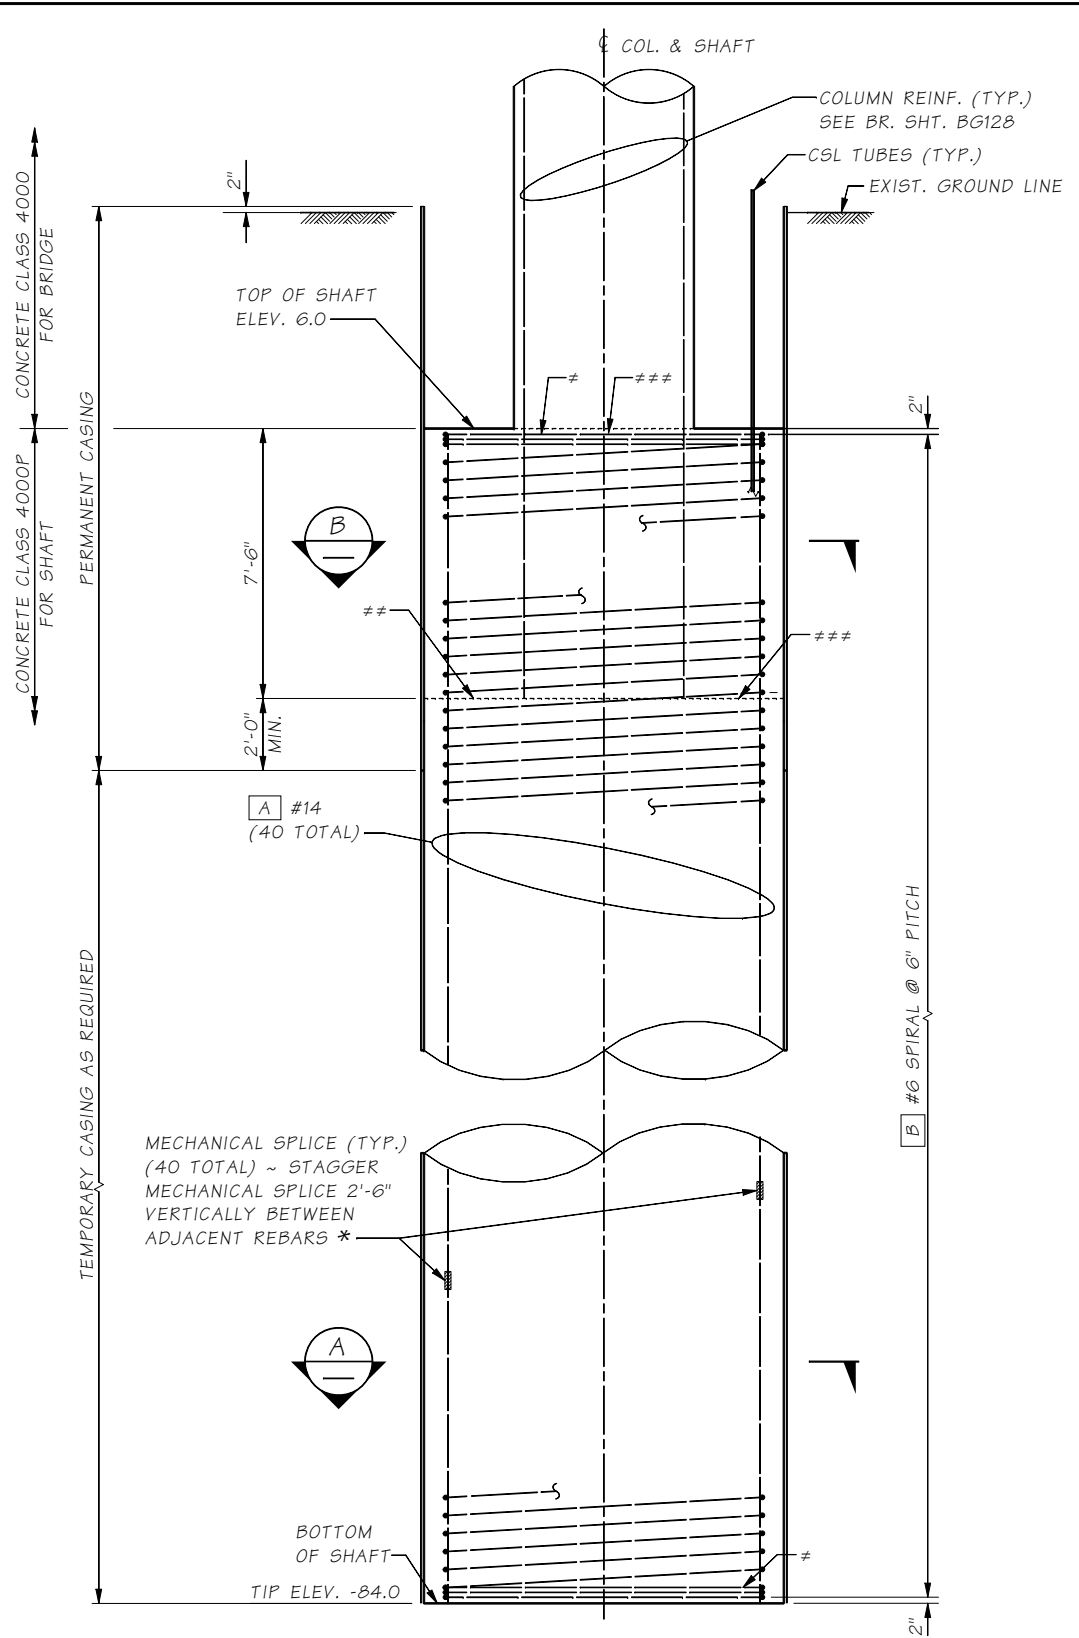 ℄ COL. & SHAFT
COLUMN REINF. (TYP.)
SEE BR. SHT. BG128
CSL TUBES (TYP.)
EXIST. GROUND LINE
2"
CONCRETE CLASS 4000
FOR BRIDGE
TOP OF SHAFT
ELEV. 6.0
≠
≠≠≠
2"
PERMANENT CASING
CONCRETE CLASS 4000P
FOR SHAFT
7'-6"
B
≠≠
≠≠≠
2'-0"
MIN.
A #14
(40 TOTAL)
B #6 SPIRAL @ 6" PITCH
TEMPORARY CASING AS REQUIRED
MECHANICAL SPLICE (TYP.)
(40 TOTAL) ~ STAGGER
MECHANICAL SPLICE 2'-6"
VERTICALLY BETWEEN
ADJACENT REBARS *
A
BOTTOM
OF SHAFT
≠
TIP ELEV. -84.0
2"